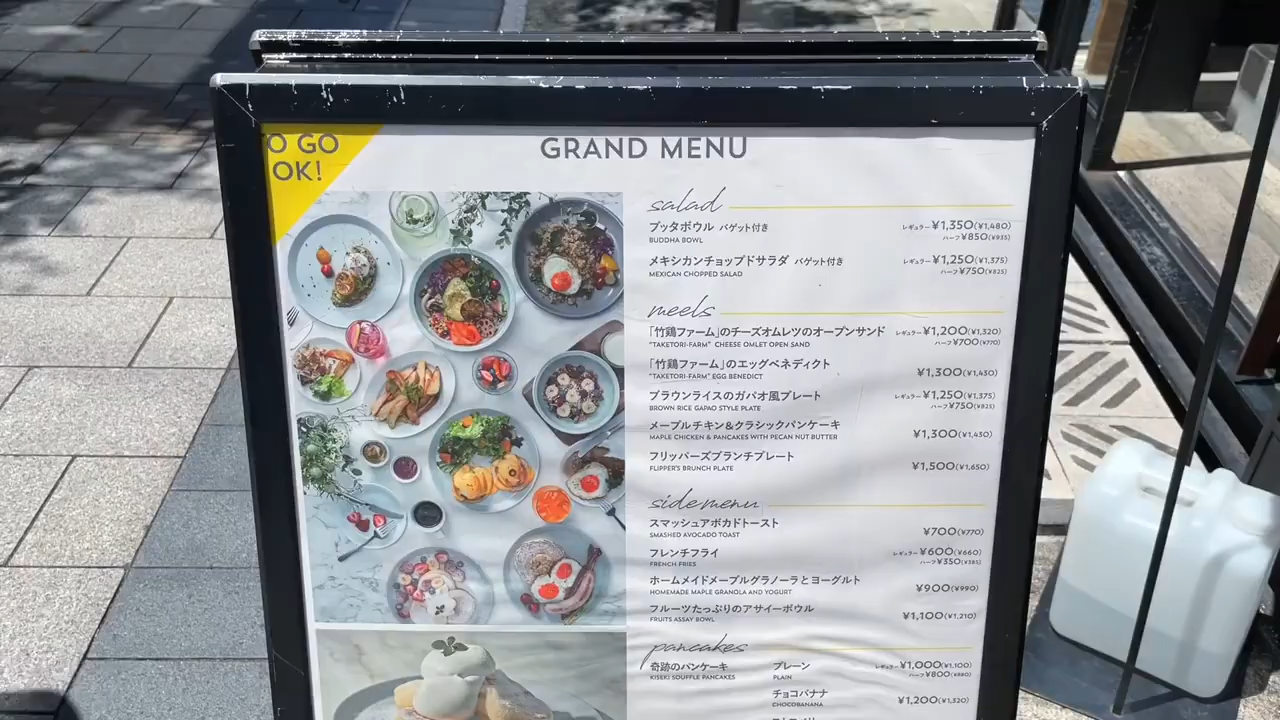 O GO
OK!
GRAND MENU
salad
ブッダボウル バゲット付き レギュラー ¥1,350(¥1,480)
BUDDHA BOWL ハーフ ¥850(¥935)
メキシカンチョップドサラダ バゲット付き レギュラー ¥1,250(¥1,375)
MEXICAN CHOPPED SALAD ハーフ ¥750(¥825)
meels
「竹鶏ファーム」のチーズオムレツのオープンサンド レギュラー ¥1,200(¥1,320)
"TAKETORI-FARM" CHEESE OMLET OPEN SAND ハーフ ¥700(¥770)
「竹鶏ファーム」のエッグベネディクト ¥1,300(¥1,430)
"TAKETORI-FARM" EGG BENEDICT
ブラウンライスのガパオ風プレート レギュラー ¥1,250(¥1,375)
BROWN RICE GAPAO STYLE PLATE ハーフ ¥750(¥825)
メープルチキン&クラシックパンケーキ ¥1,300(¥1,430)
MAPLE CHICKEN & PANCAKES WITH PECAN NUT BUTTER
フリッパーズブランチプレート ¥1,500(¥1,650)
FLIPPER'S BRUNCH PLATE
side menu
スマッシュアボカドトースト ¥700(¥770)
SMASHED AVOCADO TOAST
フレンチフライ レギュラー ¥600(¥660)
FRENCH FRIES ハーフ ¥350(¥385)
ホームメイドメープルグラノーラとヨーグルト ¥900(¥990)
HOMEMADE MAPLE GRANOLA AND YOGURT
フルーツたっぷりのアサイーボウル ¥1,100(¥1,210)
FRUITS ASSAY BOWL
pancakes
奇跡のパンケーキ プレーン レギュラー ¥1,000(¥1,100)
KISEKI SOUFFLE PANCAKES PLAIN ハーフ ¥800(¥880)
チョコバナナ ¥1,200(¥1,320)
CHOCOBANANA